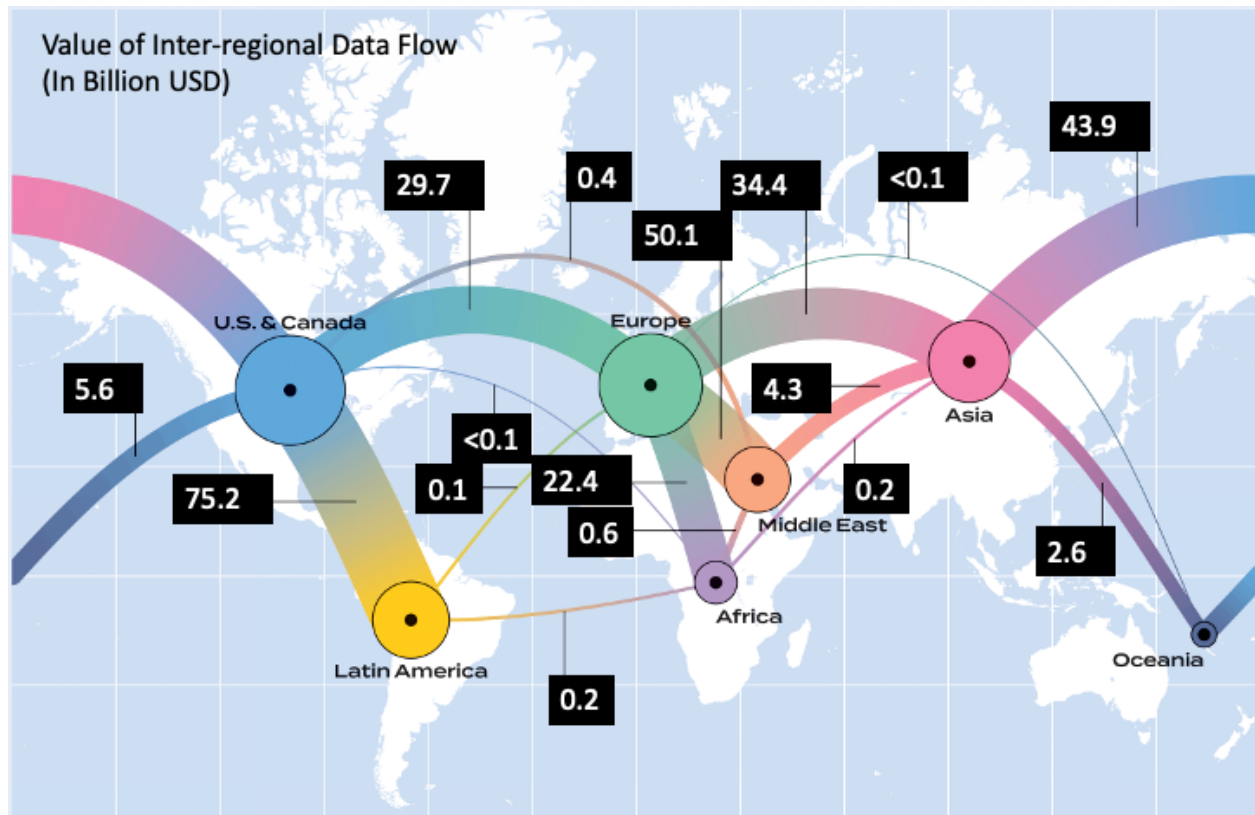 Value of Inter-regional Data Flow
(In Billion USD)
43.9
29.7
0.4
34.4
<0.1
50.1
U.S. & Canada
Europe
5.6
4.3
Asia
<0.1
75.2
0.1
22.4
0.2
0.6
Middle East
2.6
Africa
Latin America
Oceania
0.2